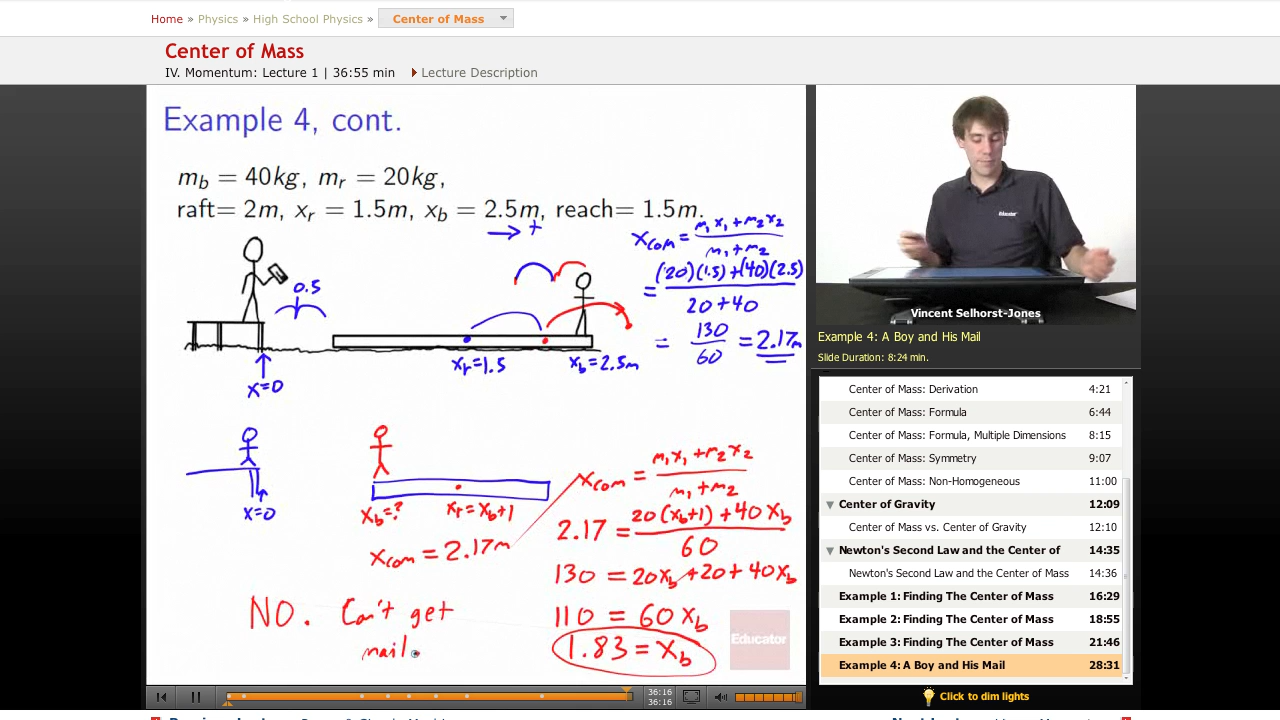 Home » Physics » High School Physics » Center of Mass
Center of Mass
IV. Momentum: Lecture 1 | 36:55 min Lecture Description
Example 4, cont.
m_b = 40kg, m_r = 20kg,
raft= 2m, x_r = 1.5m, x_b = 2.5m, reach= 1.5m.
→ +
x_com = (m₁x₁ + m₂x₂)/(m₁ + m₂)
= ((20)(1.5) + (40)(2.5))/(20 + 40)
= 130/60 = 2.17m
0.5
x=0
x_r=1.5
x_b=2.5m
x=0
x_b=?
x_r=x_b+1
x_com = 2.17m
x_com = (m₁x₁ + m₂x₂)/(m₁ + m₂)
2.17 = (20(x_b+1) + 40x_b)/60
130 = 20x_b + 20 + 40x_b
110 = 60x_b
1.83 = x_b
NO. Can't get
mail.
Educator
Educator
Vincent Selhorst-Jones
Example 4: A Boy and His Mail
Slide Duration: 8:24 min.
Center of Mass: Derivation 4:21
Center of Mass: Formula 6:44
Center of Mass: Formula, Multiple Dimensions 8:15
Center of Mass: Symmetry 9:07
Center of Mass: Non-Homogeneous 11:00
Center of Gravity 12:09
Center of Mass vs. Center of Gravity 12:10
Newton's Second Law and the Center of 14:35
Newton's Second Law and the Center of Mass 14:36
Example 1: Finding The Center of Mass 16:29
Example 2: Finding The Center of Mass 18:55
Example 3: Finding The Center of Mass 21:46
Example 4: A Boy and His Mail 28:31
36:16
36:16
Click to dim lights